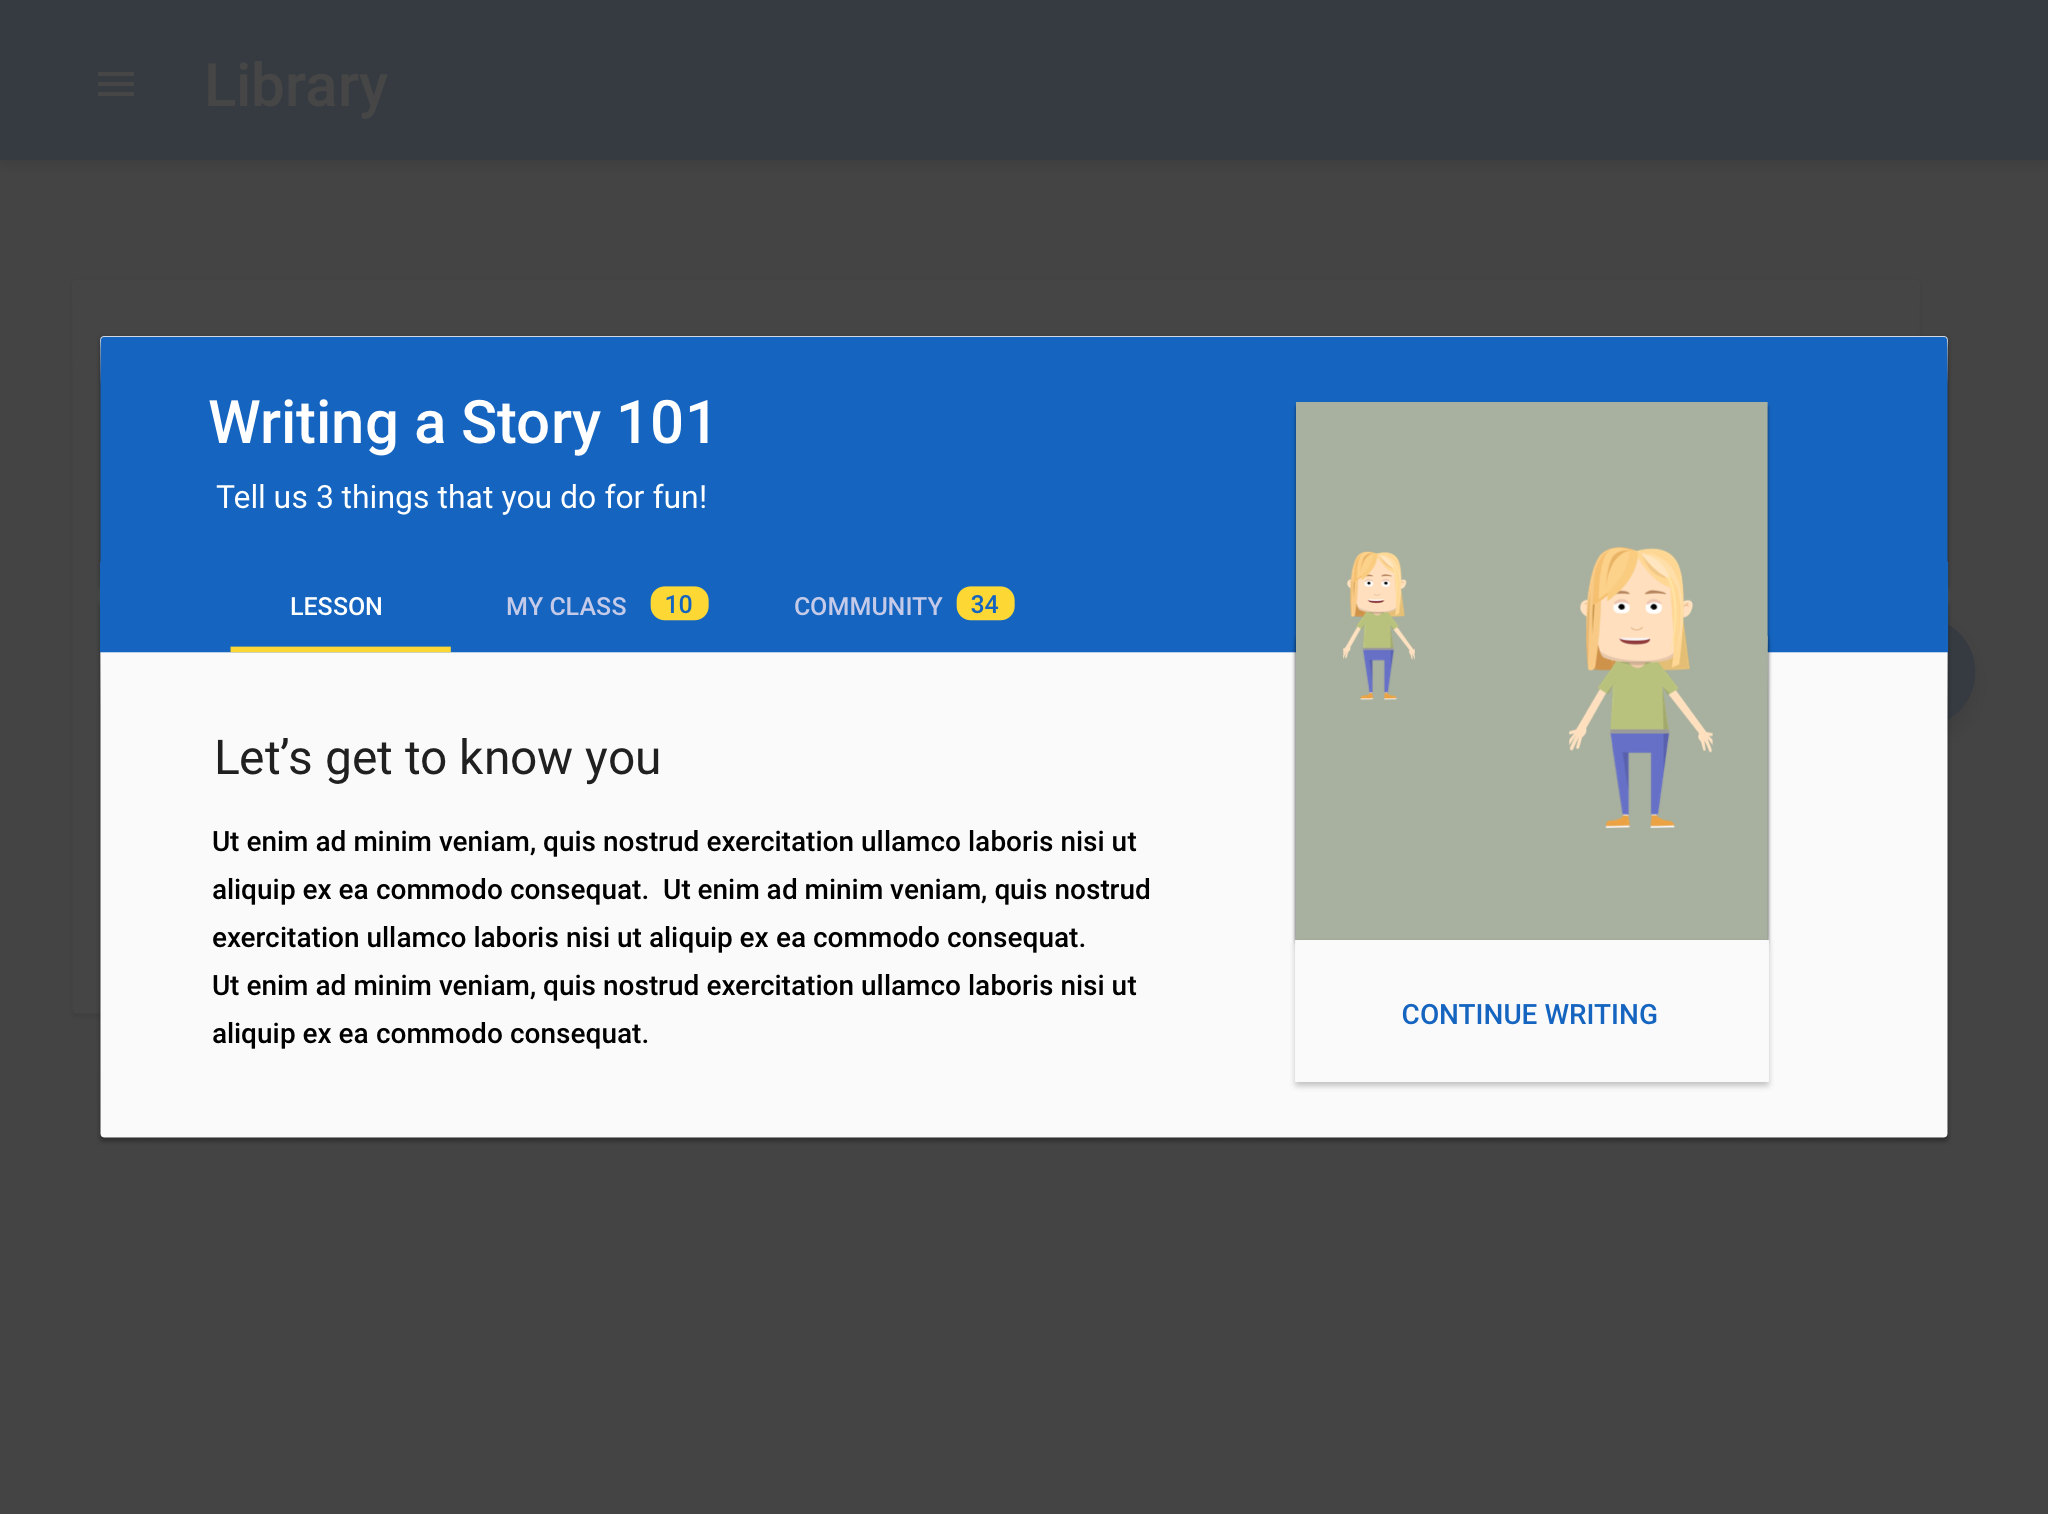 Library
Writing a Story 101
Tell us 3 things that you do for fun!
LESSON MY CLASS 10 COMMUNITY 34
Let’s get to know you
Ut enim ad minim veniam, quis nostrud exercitation ullamco laboris nisi ut
aliquip ex ea commodo consequat.  Ut enim ad minim veniam, quis nostrud
exercitation ullamco laboris nisi ut aliquip ex ea commodo consequat.
Ut enim ad minim veniam, quis nostrud exercitation ullamco laboris nisi ut
aliquip ex ea commodo consequat.
CONTINUE WRITING